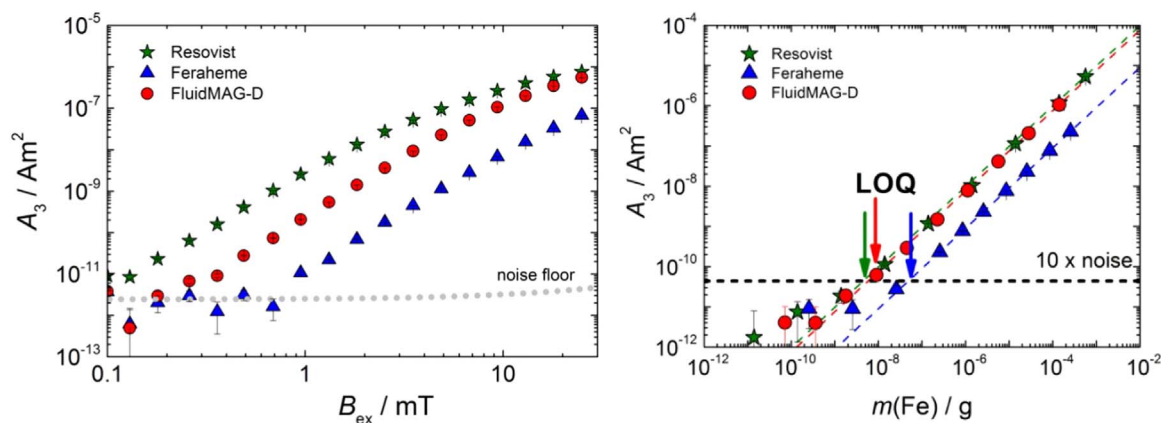 A₃ / Am²
10⁻⁵
10⁻⁷
10⁻⁹
10⁻¹¹
10⁻¹³
Resovist
Feraheme
FluidMAG-D
noise floor
0.1 1 10
B_ex / mT
A₃ / Am²
10⁻⁴
10⁻⁶
10⁻⁸
10⁻¹⁰
10⁻¹²
Resovist
Feraheme
FluidMAG-D
LOQ
10 x noise
10⁻¹² 10⁻¹⁰ 10⁻⁸ 10⁻⁶ 10⁻⁴ 10⁻²
m(Fe) / g